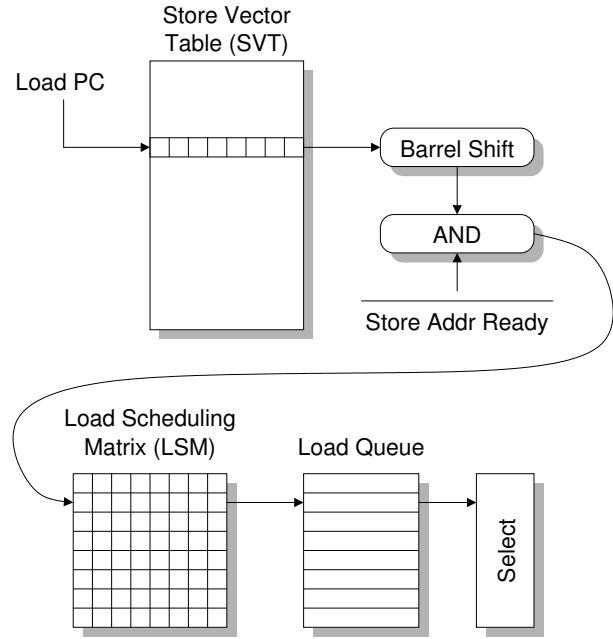 Store Vector
Table (SVT)
Load PC
Barrel Shift
AND
Store Addr Ready
Load Scheduling
Matrix (LSM)
Load Queue
Select